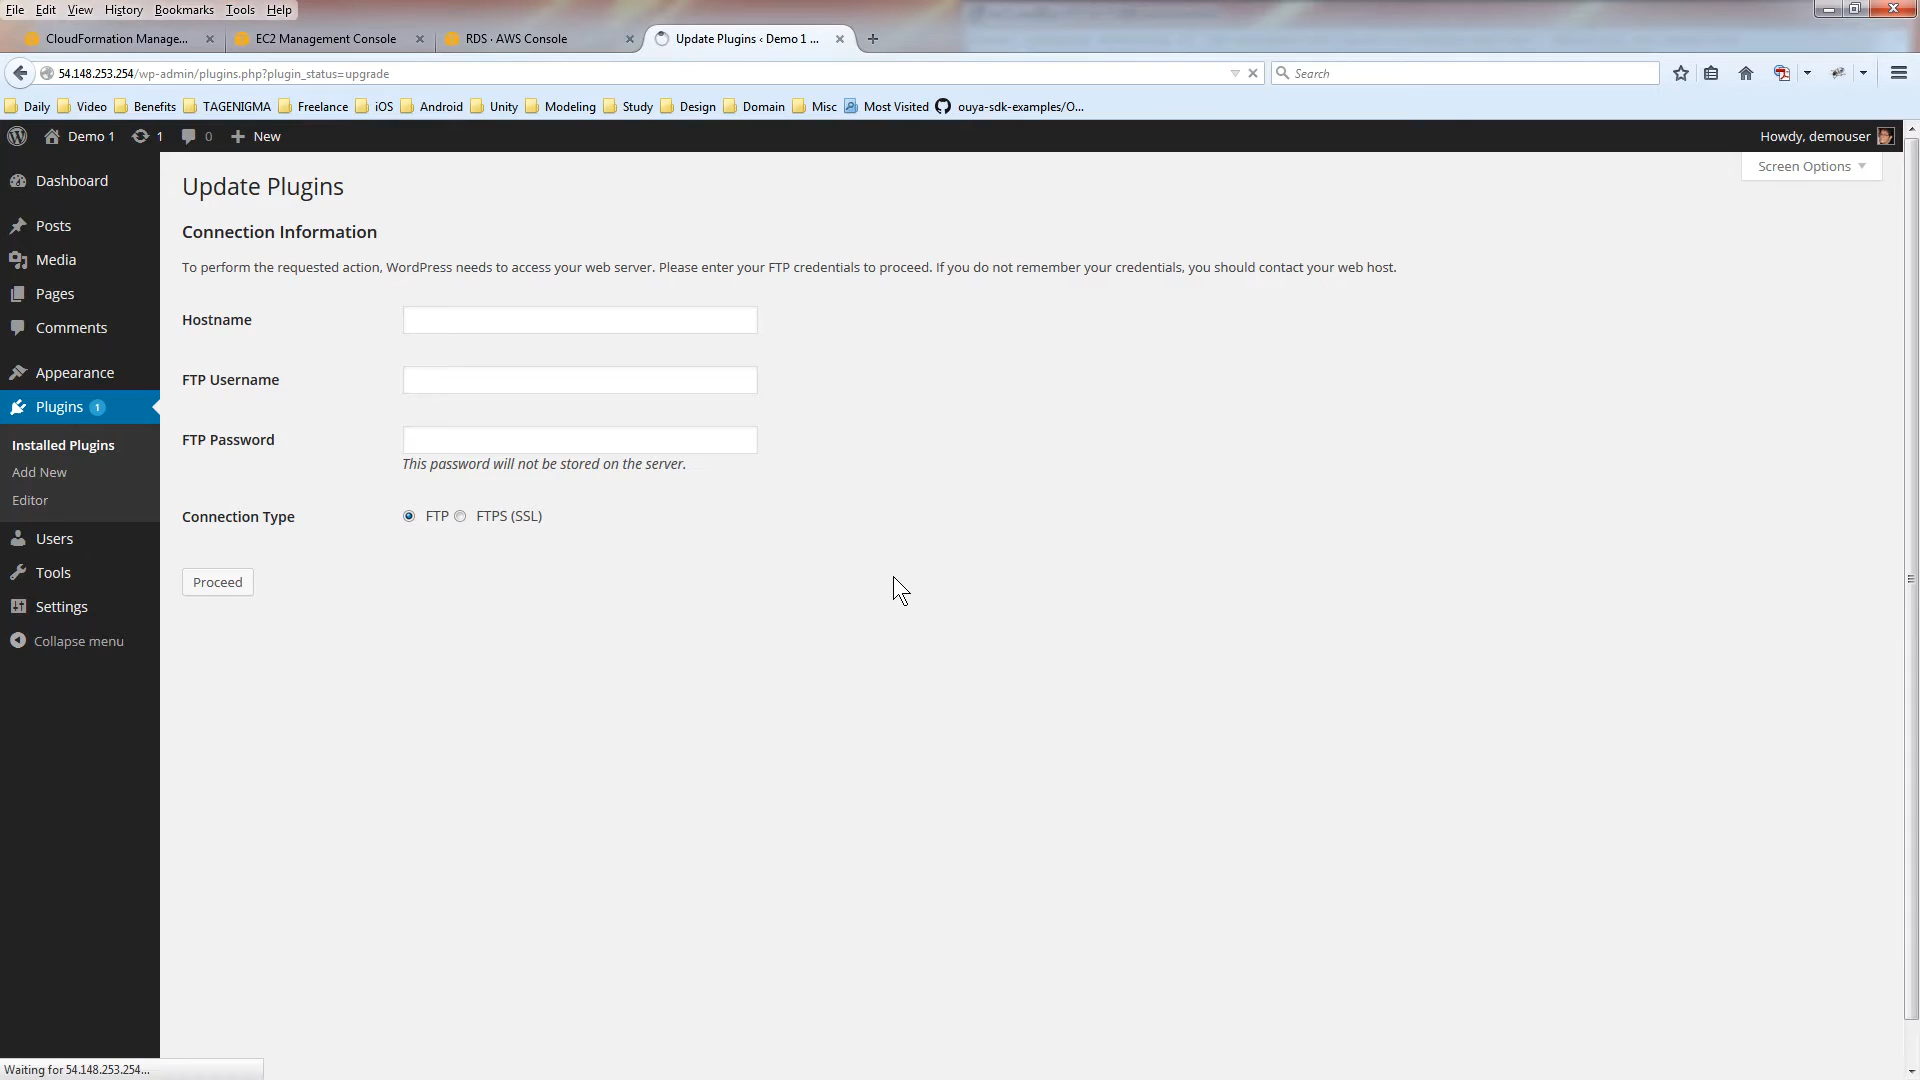 File Edit View History Bookmarks Tools Help
CloudFormation Manage... EC2 Management Console RDS · AWS Console Update Plugins ‹ Demo 1 ...
54.148.253.254/wp-admin/plugins.php?plugin_status=upgrade Search
Daily Video Benefits TAGENIGMA Freelance iOS Android Unity Modeling Study Design Domain Misc Most Visited ouya-sdk-examples/O...
Demo 1 1 0 New Howdy, demouser
Screen Options
Dashboard
Posts
Media
Pages
Comments
Appearance
Plugins 1
Installed Plugins
Add New
Editor
Users
Tools
Settings
Collapse menu
Update Plugins
Connection Information
To perform the requested action, WordPress needs to access your web server. Please enter your FTP credentials to proceed. If you do not remember your credentials, you should contact your web host.
Hostname
FTP Username
FTP Password
This password will not be stored on the server.
Connection Type FTP FTPS (SSL)
Proceed
Waiting for 54.148.253.254...